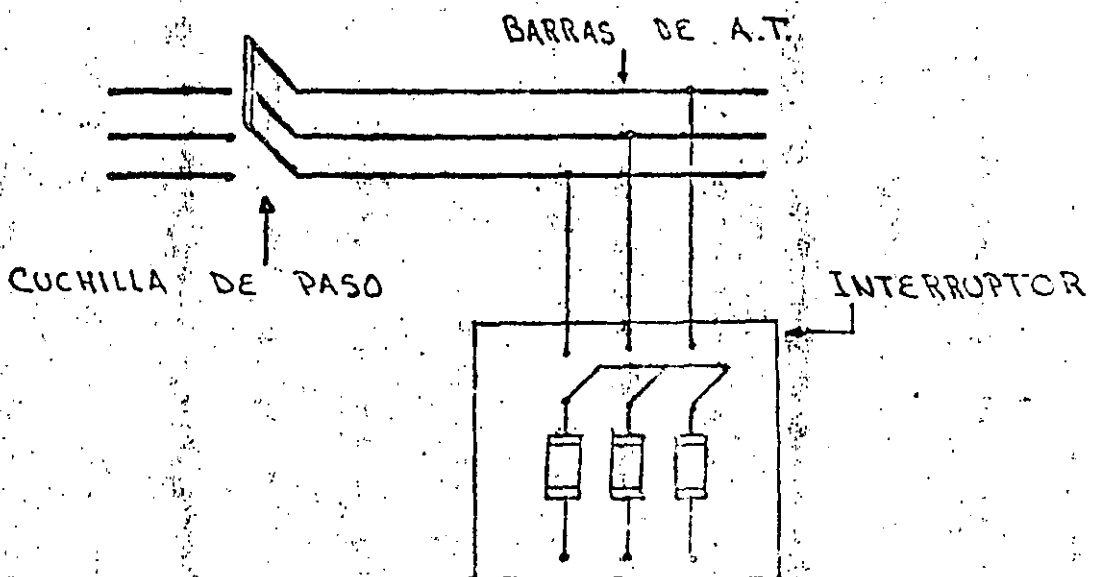 BARRAS DE A.T.
CUCHILLA DE PASO
INTERRUPTOR